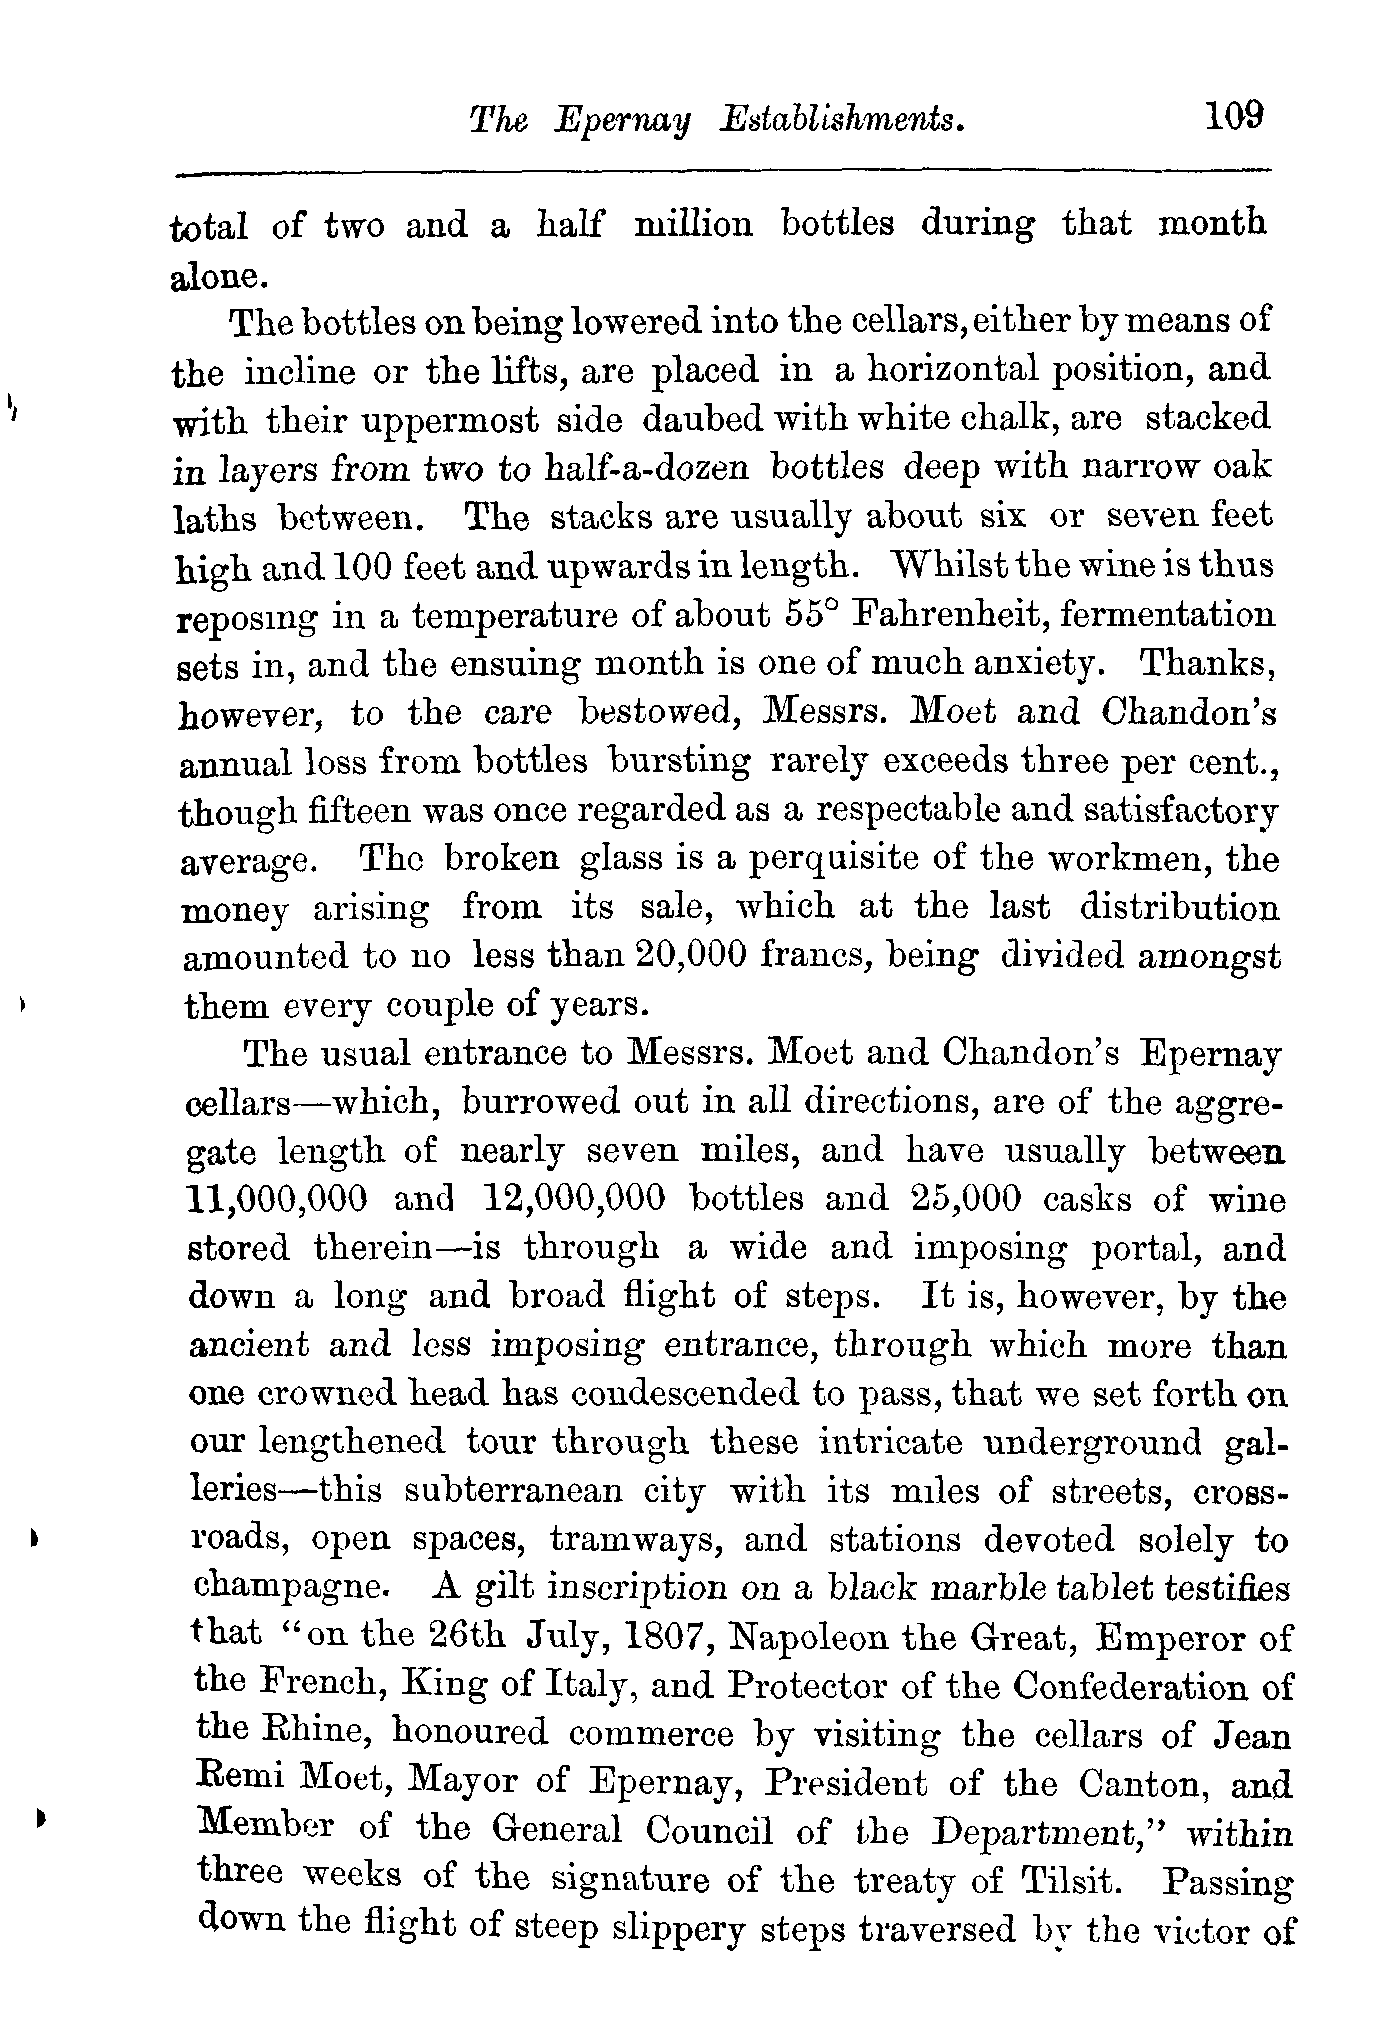 The Epernay Establishments. 109
total of two and a half million bottles during that month
alone.
The bottles on being lowered into the cellars, either by means of
the incline or the lifts, are placed in a horizontal position, and
with their uppermost side daubed with white chalk, are stacked
in layers from two to half-a-dozen bottles deep with narrow oak
laths between. The stacks are usually about six or seven feet
high and 100 feet and upwards in length. Whilst the wine is thus
reposing in a temperature of about 55° Fahrenheit, fermentation
sets in, and the ensuing month is one of much anxiety. Thanks,
however, to the care bestowed, Messrs. Moet and Chandon's
annual loss from bottles bursting rarely exceeds three per cent.,
though fifteen was once regarded as a respectable and satisfactory
average. The broken glass is a perquisite of the workmen, the
money arising from its sale, which at the last distribution
amounted to no less than 20,000 francs, being divided amongst
them every couple of years.
The usual entrance to Messrs. Moet and Chandon's Epernay
cellars—which, burrowed out in all directions, are of the aggre-
gate length of nearly seven miles, and have usually between
11,000,000 and 12,000,000 bottles and 25,000 casks of wine
stored therein—is through a wide and imposing portal, and
down a long and broad flight of steps. It is, however, by the
ancient and less imposing entrance, through which more than
one crowned head has condescended to pass, that we set forth on
our lengthened tour through these intricate underground gal-
leries—this subterranean city with its miles of streets, cross-
roads, open spaces, tramways, and stations devoted solely to
champagne. A gilt inscription on a black marble tablet testifies
that "on the 26th July, 1807, Napoleon the Great, Emperor of
the French, King of Italy, and Protector of the Confederation of
the Rhine, honoured commerce by visiting the cellars of Jean
Remi Moet, Mayor of Epernay, President of the Canton, and
Member of the General Council of the Department," within
three weeks of the signature of the treaty of Tilsit. Passing
down the flight of steep slippery steps traversed by the victor of